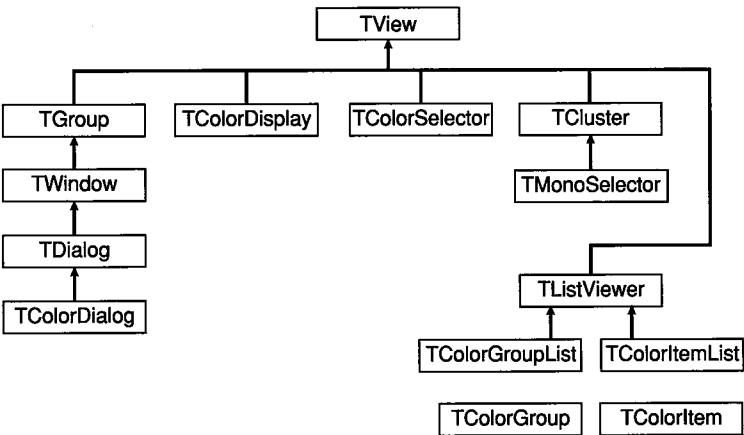 TView
TGroup
TColorDisplay
TColorSelector
TCluster
TWindow
TMonoSelector
TDialog
TListViewer
TColorDialog
TColorGroupList
TColorItemList
TColorGroup
TColorItem